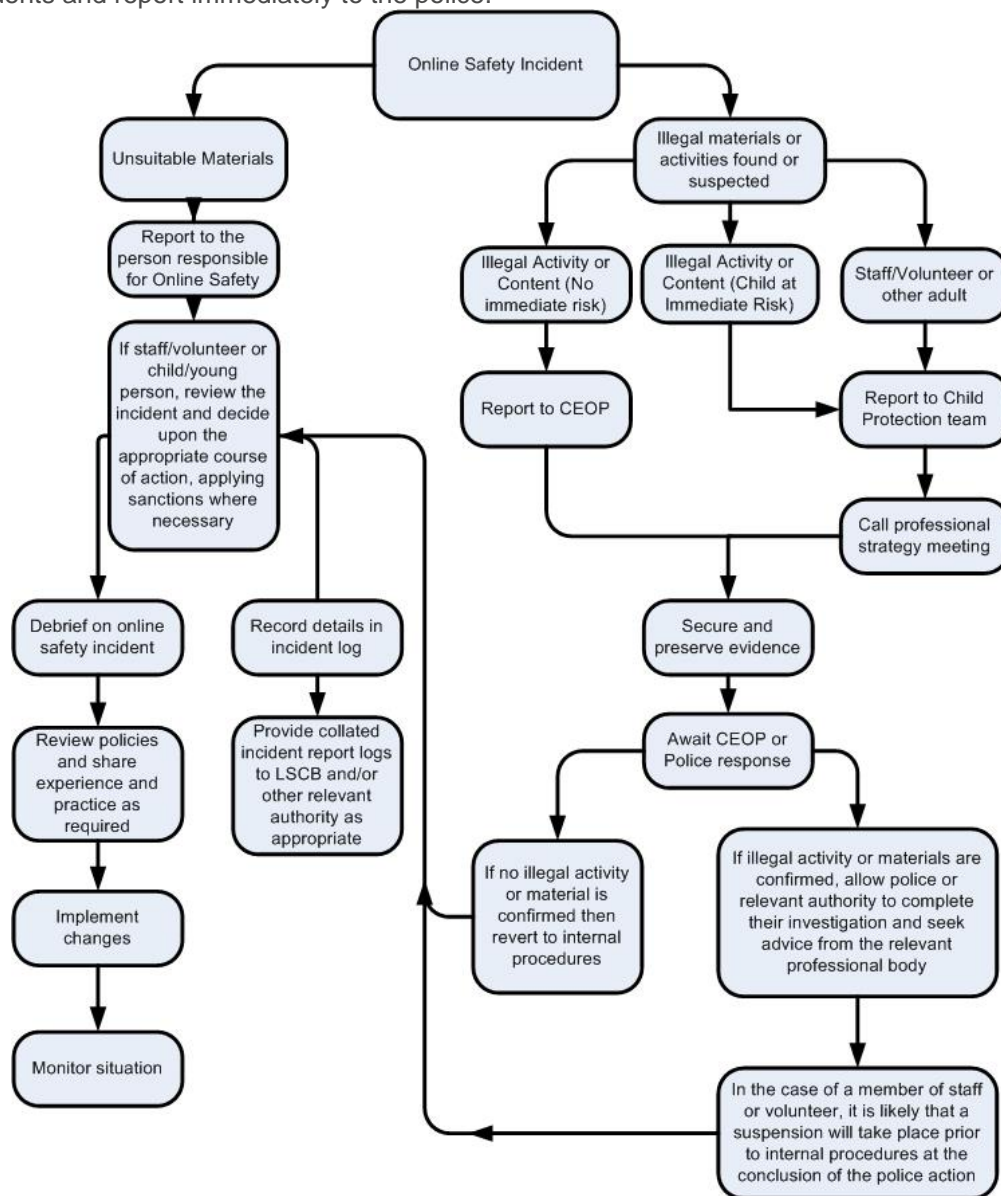 dents and report immediately to the police.
Online Safety Incident
Unsuitable Materials
Report to the
person responsible
for Online Safety
If staff/volunteer or
child/young
person, review the
incident and decide
upon the
appropriate course
of action, applying
sanctions where
necessary
Debrief on online
safety incident
Review policies
and share
experience and
practice as
required
Implement
changes
Monitor situation
Record details in
incident log
Provide collated
incident report logs
to LSCB and/or
other relevant
authority as
appropriate
Illegal materials or
activities found or
suspected
Illegal Activity or
Content (No
immediate risk)
Illegal Activity or
Content (Child at
Immediate Risk)
Staff/Volunteer or
other adult
Report to CEOP
Report to Child
Protection team
Call professional
strategy meeting
Secure and
preserve evidence
Await CEOP or
Police response
If no illegal activity
or material is
confirmed then
revert to internal
procedures
If illegal activity or materials are
confirmed, allow police or
relevant authority to complete
their investigation and seek
advice from the relevant
professional body
In the case of a member of staff
or volunteer, it is likely that a
suspension will take place prior
to internal procedures at the
conclusion of the police action